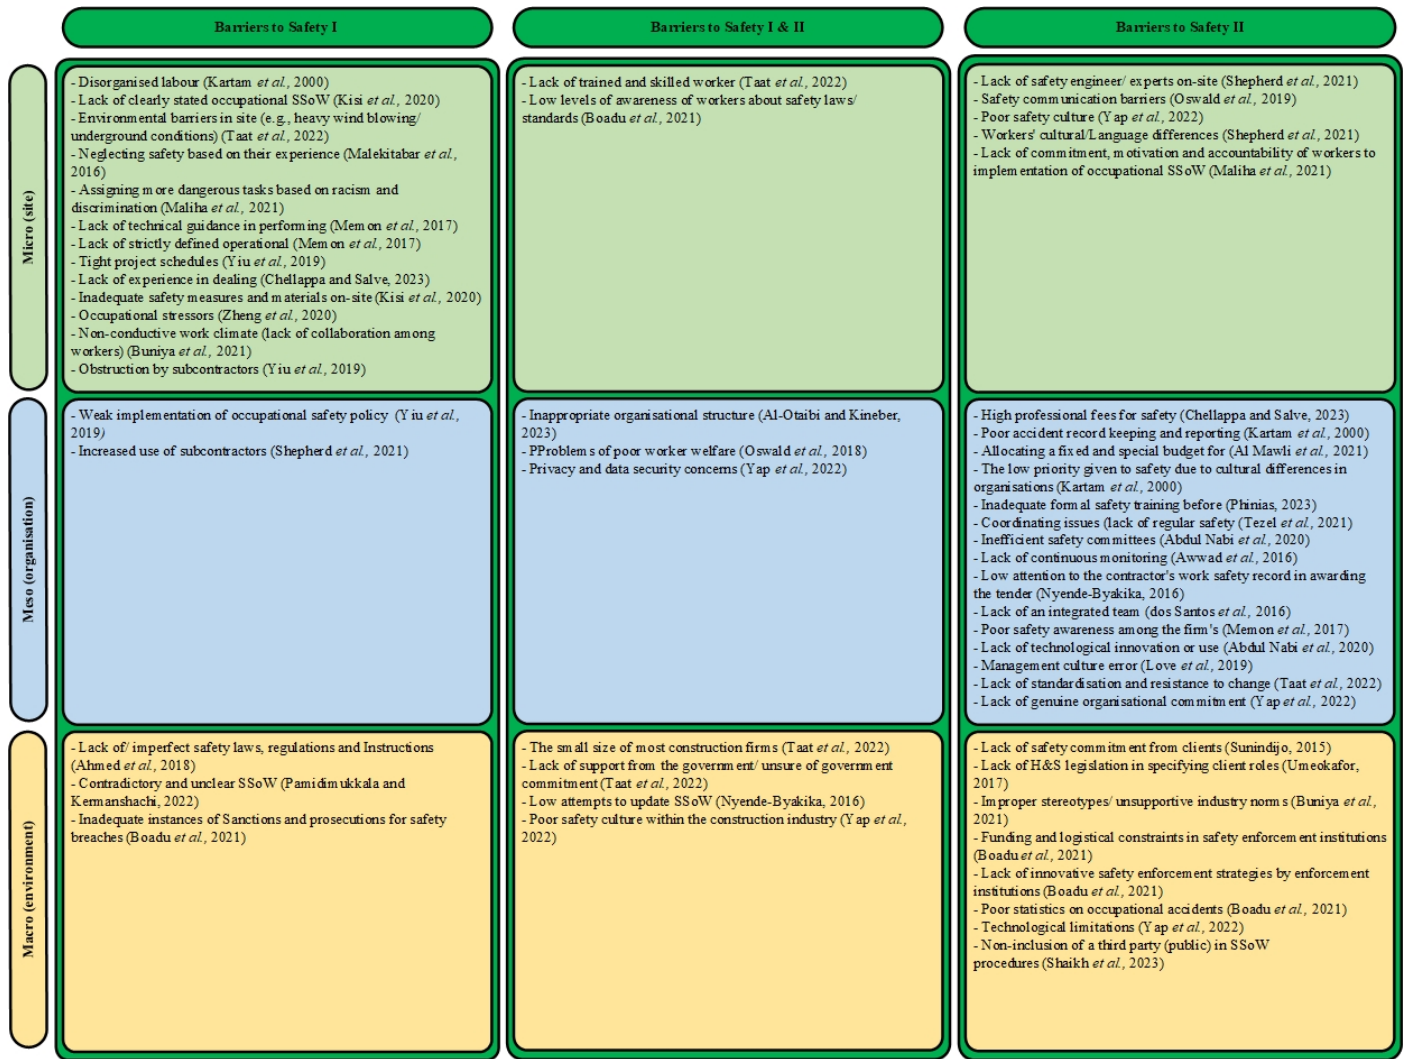 Barriers to Safety I
Barriers to Safety I & II
Barriers to Safety II
Micro (site)
- Disorganised labour (Kartam et al., 2000)
- Lack of clearly stated occupational SSoW (Kisi et al., 2020)
- Environmental barriers in site (e.g., heavy wind blowing/
underground conditions) (Taat et al., 2022)
- Neglecting safety based on their experience (Malekitabar et al.,
2016)
- Assigning more dangerous tasks based on racism and
discrimination (Maliha et al., 2021)
- Lack of technical guidance in performing (Memon et al., 2017)
- Lack of strictly defined operational (Memon et al., 2017)
- Tight project schedules (Yiu et al., 2019)
- Lack of experience in dealing (Chellappa and Salve, 2023)
- Inadequate safety measures and materials on-site (Kisi et al., 2020)
- Occupational stressors (Zheng et al., 2020)
- Non-conductive work climate (lack of collaboration among
workers) (Buniya et al., 2021)
- Obstruction by subcontractors (Yiu et al., 2019)
- Lack of trained and skilled worker (Taat et al., 2022)
- Low levels of awareness of workers about safety laws/
standards (Boadu et al., 2021)
- Lack of safety engineer/ experts on-site (Shepherd et al., 2021)
- Safety communication barriers (Oswald et al., 2019)
- Poor safety culture (Yap et al., 2022)
- Workers' cultural/Language differences (Shepherd et al., 2021)
- Lack of commitment, motivation and accountability of workers to
implementation of occupational SSoW (Maliha et al., 2021)
Meso (organisation)
- Weak implementation of occupational safety policy (Yiu et al.,
2019)
- Increased use of subcontractors (Shepherd et al., 2021)
- Inappropriate organisational structure (Al-Otaibi and Kineber,
2023)
- PProblems of poor worker welfare (Oswald et al., 2018)
- Privacy and data security concerns (Yap et al., 2022)
- High professional fees for safety (Chellappa and Salve, 2023)
- Poor accident record keeping and reporting (Kartam et al., 2000)
- Allocating a fixed and special budget for (Al Mawli et al., 2021)
- The low priority given to safety due to cultural differences in
organisations (Kartam et al., 2000)
- Inadequate formal safety training before (Phinias, 2023)
- Coordinating issues (lack of regular safety (Tezel et al., 2021)
- Inefficient safety committees (Abdul Nabi et al., 2020)
- Lack of continuous monitoring (Awwad et al., 2016)
- Low attention to the contractor's work safety record in awarding
the tender (Nyende-Byakika, 2016)
- Lack of an integrated team (dos Santos et al., 2016)
- Poor safety awareness among the firm's (Memon et al., 2017)
- Lack of technological innovation or use (Abdul Nabi et al., 2020)
- Management culture error (Love et al., 2019)
- Lack of standardisation and resistance to change (Taat et al., 2022)
- Lack of genuine organisational commitment (Yap et al., 2022)
Macro (environment)
- Lack of/ imperfect safety laws, regulations and Instructions
(Ahmed et al., 2018)
- Contradictory and unclear SSoW (Pamidimukkala and
Kermanshachi, 2022)
- Inadequate instances of Sanctions and prosecutions for safety
breaches (Boadu et al., 2021)
- The small size of most construction firms (Taat et al., 2022)
- Lack of support from the government/ unsure of government
commitment (Taat et al., 2022)
- Low attempts to update SSoW (Nyende-Byakika, 2016)
- Poor safety culture within the construction industry (Yap et al.,
2022)
- Lack of safety commitment from clients (Sunindijo, 2015)
- Lack of H&S legislation in specifying client roles (Umeokafor,
2017)
- Improper stereotypes/ unsupportive industry norms (Buniya et al.,
2021)
- Funding and logistical constraints in safety enforcement institutions
(Boadu et al., 2021)
- Lack of innovative safety enforcement strategies by enforcement
institutions (Boadu et al., 2021)
- Poor statistics on occupational accidents (Boadu et al., 2021)
- Technological limitations (Yap et al., 2022)
- Non-inclusion of a third party (public) in SSoW
procedures (Shaikh et al., 2023)